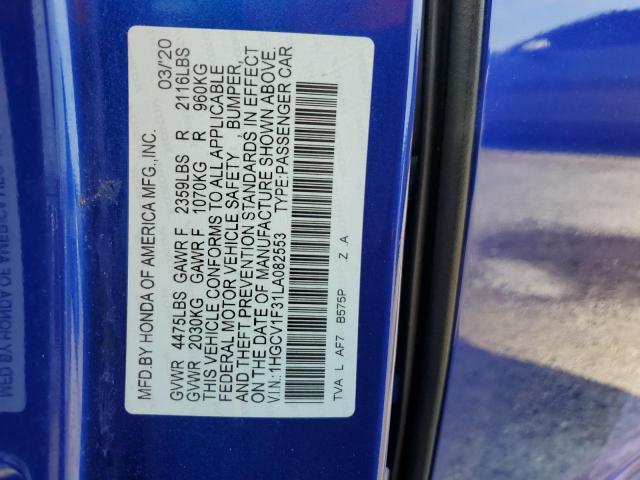 MFD.BY HONDA OF AMERICA MFG.,INC. 03/'20
GVWR 4475LBS GAWR F 2359LBS R 2116LBS
GVWR 2030KG GAWR F 1070KG R 960KG
THIS VEHICLE CONFORMS TO ALL APPLICABLE
FEDERAL MOTOR VEHICLE SAFETY, BUMPER,
AND THEFT PREVENTION STANDARDS IN EFFECT
ON THE DATE OF MANUFACTURE SHOWN ABOVE.
V.I.N.:1HGCV1F31LA082553 TYPE:PASSENGER CAR
TVA L AF7 B575P .Z .A